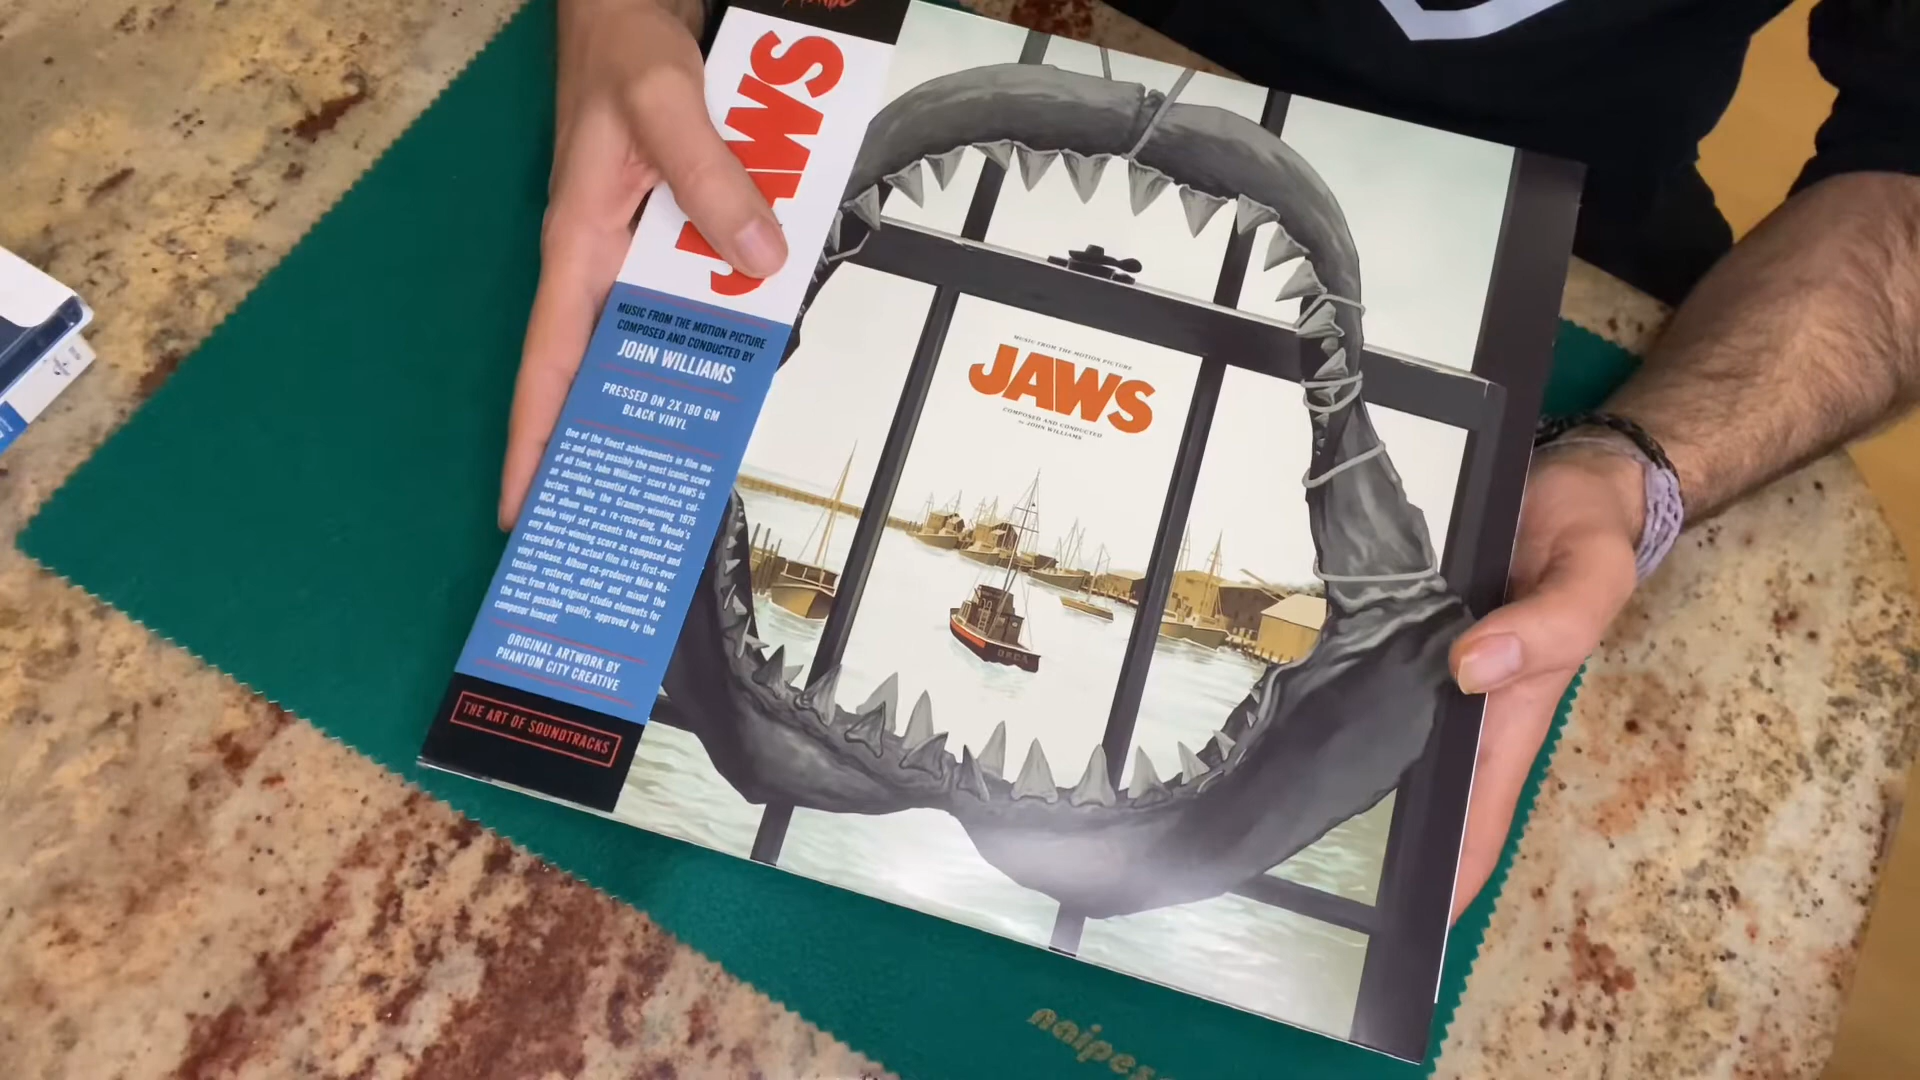 JAWS
MUSIC FROM THE MOTION PICTURE
COMPOSED AND CONDUCTED BY
JOHN WILLIAMS
PRESSED ON 2X 180 GM
BLACK VINYL
One of the finest achievements in film mu-
sic and quite possibly the most iconic score
of all time, John Williams' score to JAWS is
an absolute essential for soundtrack col-
lectors. While the Grammy-winning 1975
MCA album was a re-recording, Mondo's
double vinyl set presents the entire Acad-
emy Award-winning score as composed and
recorded for the actual film in its first-ever
vinyl release. Album co-producer Mike Ma-
tessino restored, edited and mixed the
music from the original studio elements for
the best possible quality, approved by the
composer himself.
ORIGINAL ARTWORK BY
PHANTOM CITY CREATIVE
THE ART OF SOUNDTRACKS
MUSIC FROM THE MOTION PICTURE
JAWS
COMPOSED AND CONDUCTED
by JOHN WILLIAMS
ORCA
naipes